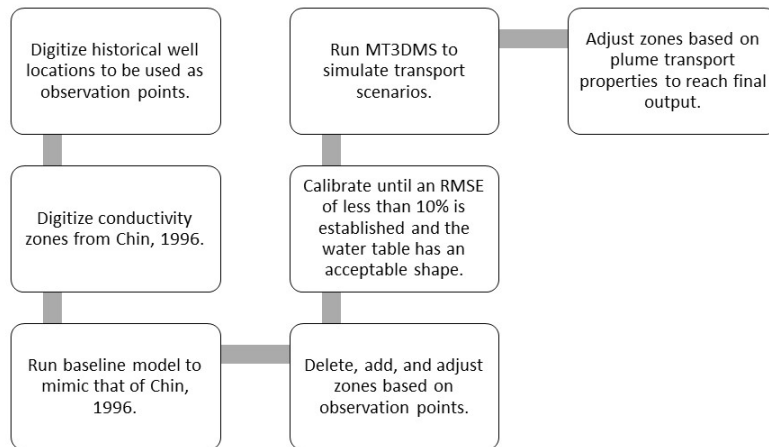 Digitize historical well
locations to be used as
observation points.
Digitize conductivity
zones from Chin, 1996.
Run baseline model to
mimic that of Chin,
1996.
Delete, add, and adjust
zones based on
observation points.
Calibrate until an RMSE
of less than 10% is
established and the
water table has an
acceptable shape.
Run MT3DMS to
simulate transport
scenarios.
Adjust zones based on
plume transport
properties to reach final
output.